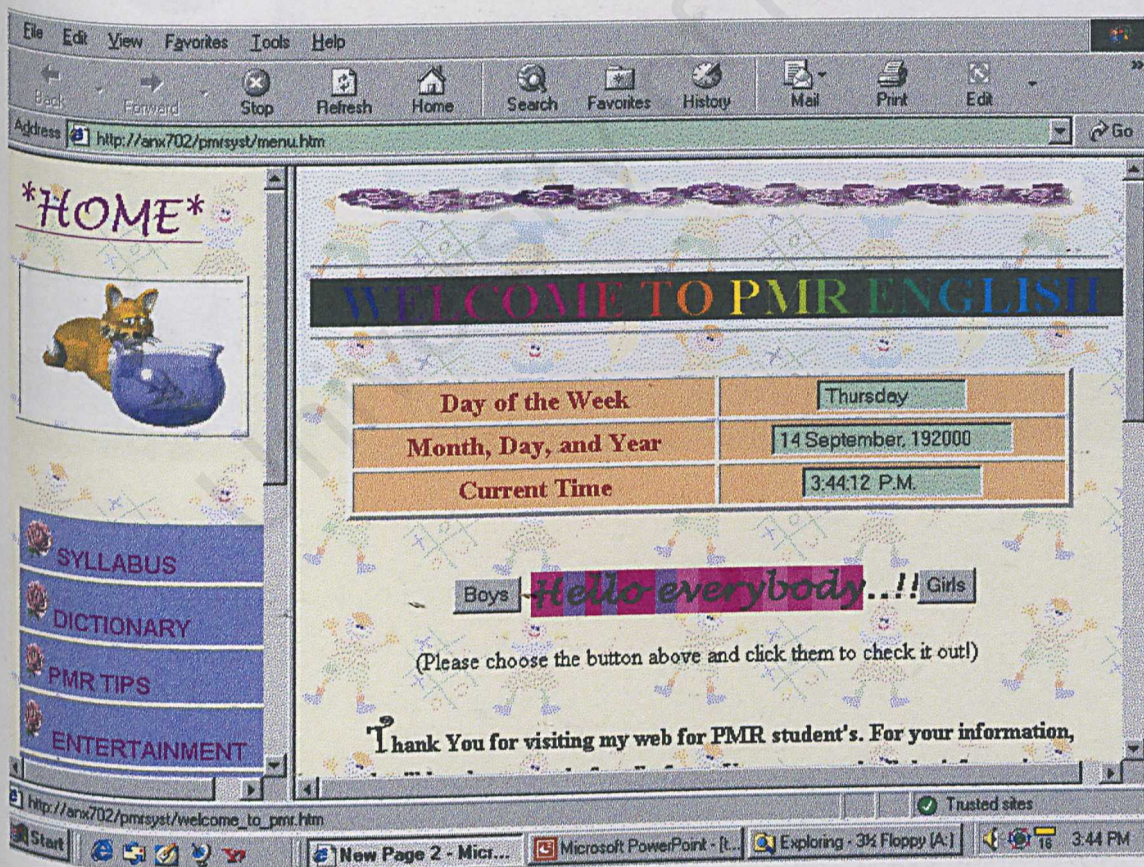 File Edit View Favorites Tools Help
Back Forward Stop Refresh Home Search Favorites History Mail Print Edit
Address http://anx702/pmrsyst/menu.htm Go
*HOME*
SYLLABUS
DICTIONARY
PMR TIPS
ENTERTAINMENT
WELCOME TO PMR ENGLISH
Day of the Week Thursday
Month, Day, and Year 14 September, 192000
Current Time 3:44:12 P.M.
Boys Hello everybody..!! Girls
(Please choose the button above and click them to check it out!)
Thank You for visiting my web for PMR student's. For your information,
http://anx702/pmrsyst/welcome_to_pmr.htm Trusted sites
Start New Page 2 - Micr... Microsoft PowerPoint - [t... Exploring - 3½ Floppy (A:) 16 3:44 PM